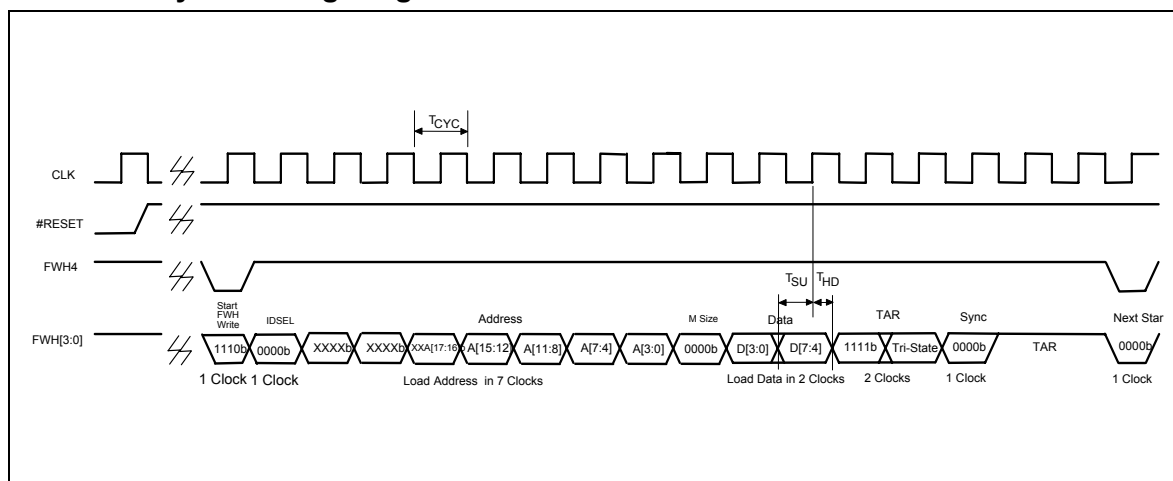 TCYC
CLK
#RESET
FWH4
TSU THD
Start
FWH
Write
IDSEL
Address
M Size
Data
TAR
Sync
Next Star
FWH[3:0]
1110b 0000b XXXXb XXXXb XXA[17:16]b A[15:12] A[11:8] A[7:4] A[3:0] 0000b D[3:0] D[7:4] 1111b Tri-State 0000b TAR 0000b
1 Clock 1 Clock Load Address in 7 Clocks Load Data in 2 Clocks 2 Clocks 1 Clock 1 Clock